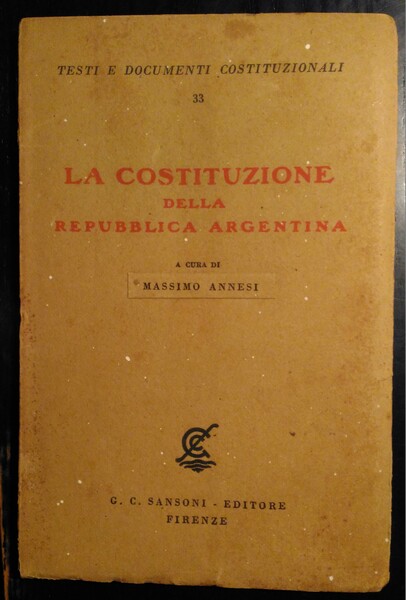 TESTI E DOCUMENTI COSTITUZIONALI
33
LA COSTITUZIONE
DELLA
REPUBBLICA ARGENTINA
A CURA DI
MASSIMO ANNESI
G. C. SANSONI - EDITORE
FIRENZE